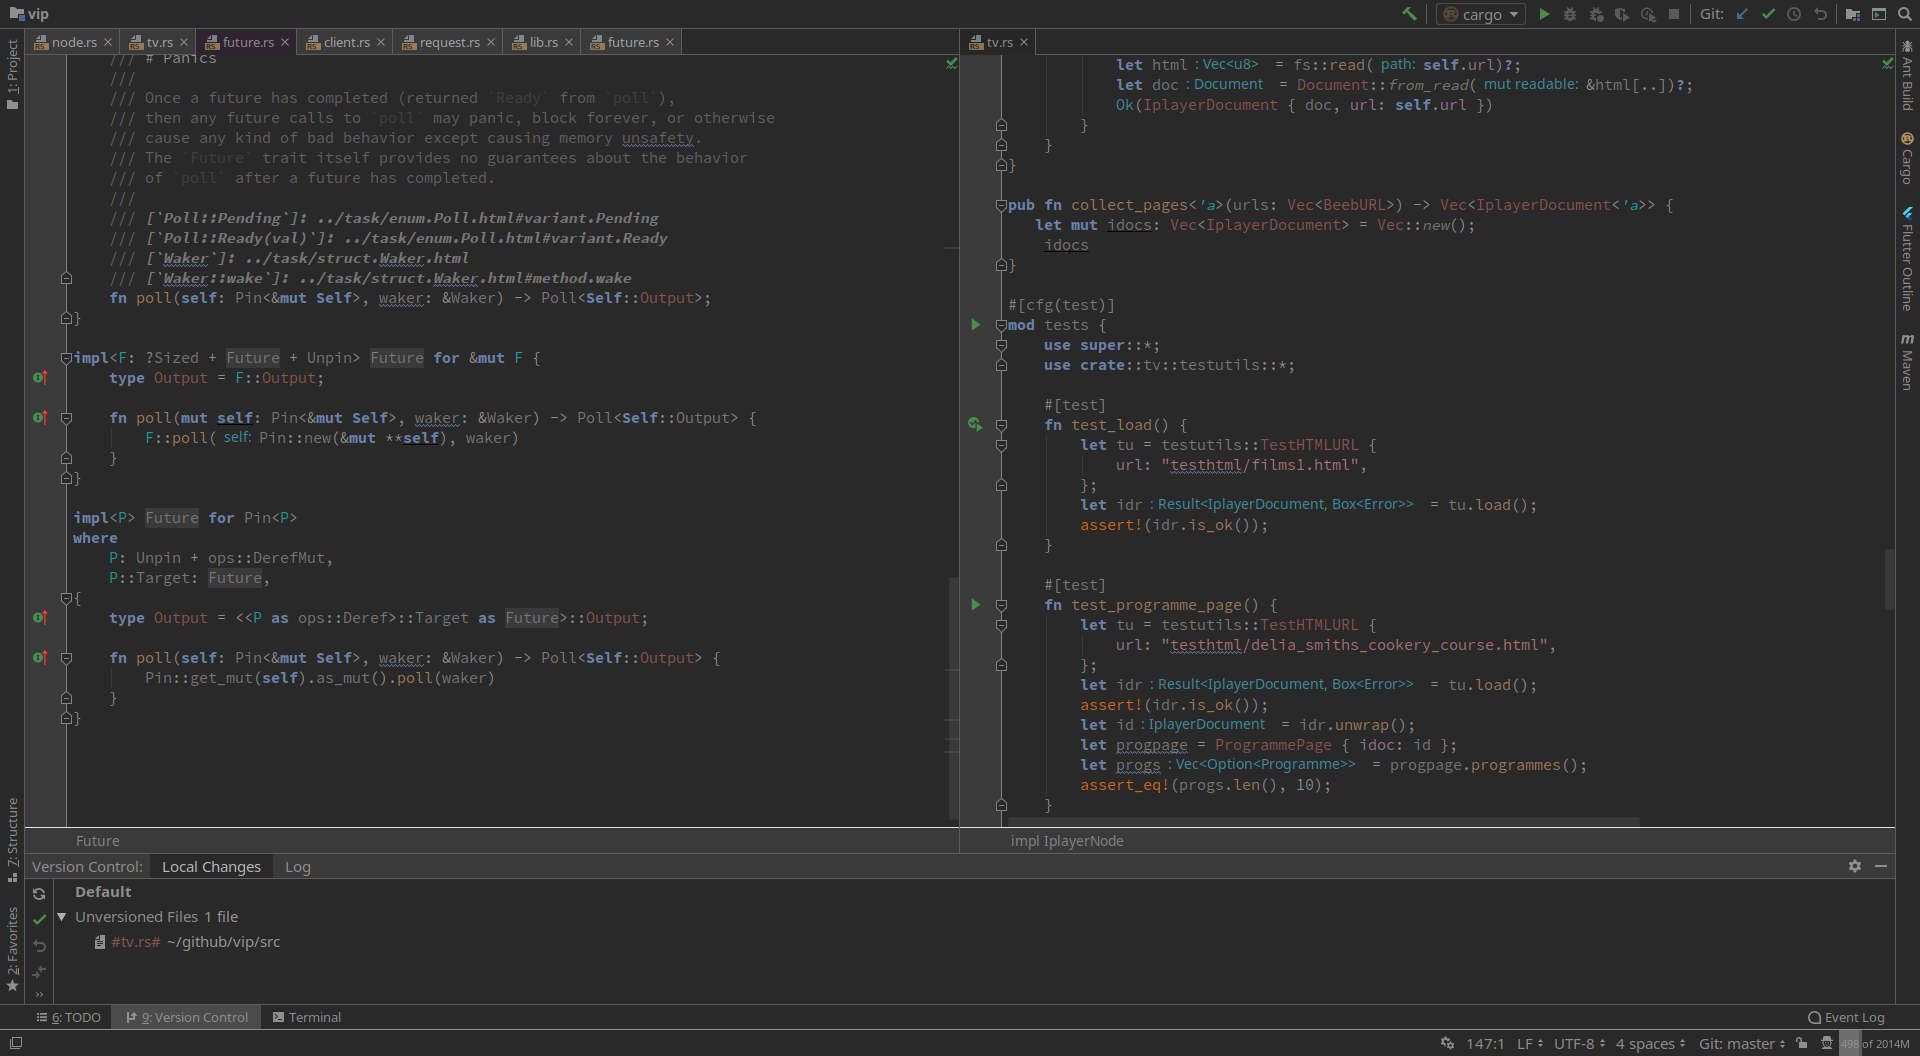 vip
cargo
Git:
node.rs
tv.rs
future.rs
client.rs
request.rs
lib.rs
future.rs
tv.rs
1: Project
7: Structure
2: Favorites
/// # Panics
///
/// Once a future has completed (returned `Ready` from `poll`),
/// then any future calls to `poll` may panic, block forever, or otherwise
/// cause any kind of bad behavior except causing memory unsafety.
/// The `Future` trait itself provides no guarantees about the behavior
/// of `poll` after a future has completed.
///
/// [`Poll::Pending`]: ../task/enum.Poll.html#variant.Pending
/// [`Poll::Ready(val)`]: ../task/enum.Poll.html#variant.Ready
/// [`Waker`]: ../task/struct.Waker.html
/// [`Waker::wake`]: ../task/struct.Waker.html#method.wake
fn poll(self: Pin<&mut Self>, waker: &Waker) -> Poll<Self::Output>;
}
impl<F: ?Sized + Future + Unpin> Future for &mut F {
type Output = F::Output;
fn poll(mut self: Pin<&mut Self>, waker: &Waker) -> Poll<Self::Output> {
F::poll( self: Pin::new(&mut **self), waker)
}
}
impl<P> Future for Pin<P>
where
P: Unpin + ops::DerefMut,
P::Target: Future,
{
type Output = <<P as ops::Deref>::Target as Future>::Output;
fn poll(self: Pin<&mut Self>, waker: &Waker) -> Poll<Self::Output> {
Pin::get_mut(self).as_mut().poll(waker)
}
}
Future
let html : Vec<u8> = fs::read( path: self.url)?;
let doc : Document = Document::from_read( mut readable: &html[..])?;
Ok(IplayerDocument { doc, url: self.url })
}
}
}
pub fn collect_pages<'a>(urls: Vec<BeebURL>) -> Vec<IplayerDocument<'a>> {
let mut idocs: Vec<IplayerDocument> = Vec::new();
idocs
}
#[cfg(test)]
mod tests {
use super::*;
use crate::tv::testutils::*;
#[test]
fn test_load() {
let tu = testutils::TestHTMLURL {
url: "testhtml/films1.html",
};
let idr : Result<IplayerDocument, Box<Error>> = tu.load();
assert!(idr.is_ok());
}
#[test]
fn test_programme_page() {
let tu = testutils::TestHTMLURL {
url: "testhtml/delia_smiths_cookery_course.html",
};
let idr : Result<IplayerDocument, Box<Error>> = tu.load();
assert!(idr.is_ok());
let id : IplayerDocument = idr.unwrap();
let progpage = ProgrammePage { idoc: id };
let progs : Vec<Option<Programme>> = progpage.programmes();
assert_eq!(progs.len(), 10);
}
impl IplayerNode
Ant Build
Cargo
Flutter Outline
Maven
Version Control:
Local Changes
Log
Default
Unversioned Files 1 file
#tv.rs# ~/github/vip/src
6: TODO
9: Version Control
Terminal
Event Log
147:1
LF
UTF-8
4 spaces
Git: master
498 of 2014M